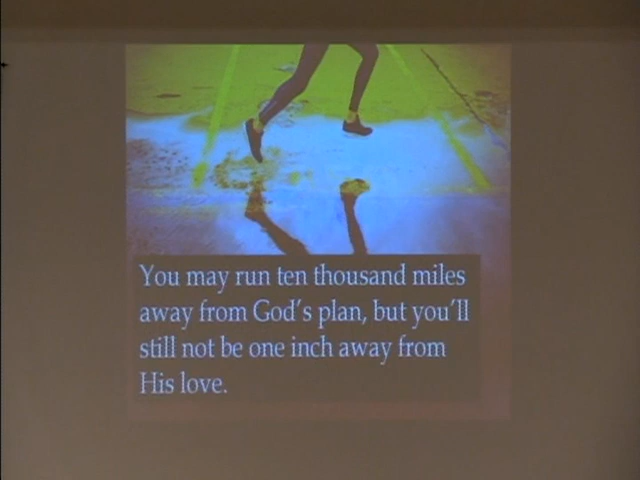 You may run ten thousand miles
away from God's plan, but you'll
still not be one inch away from
His love.